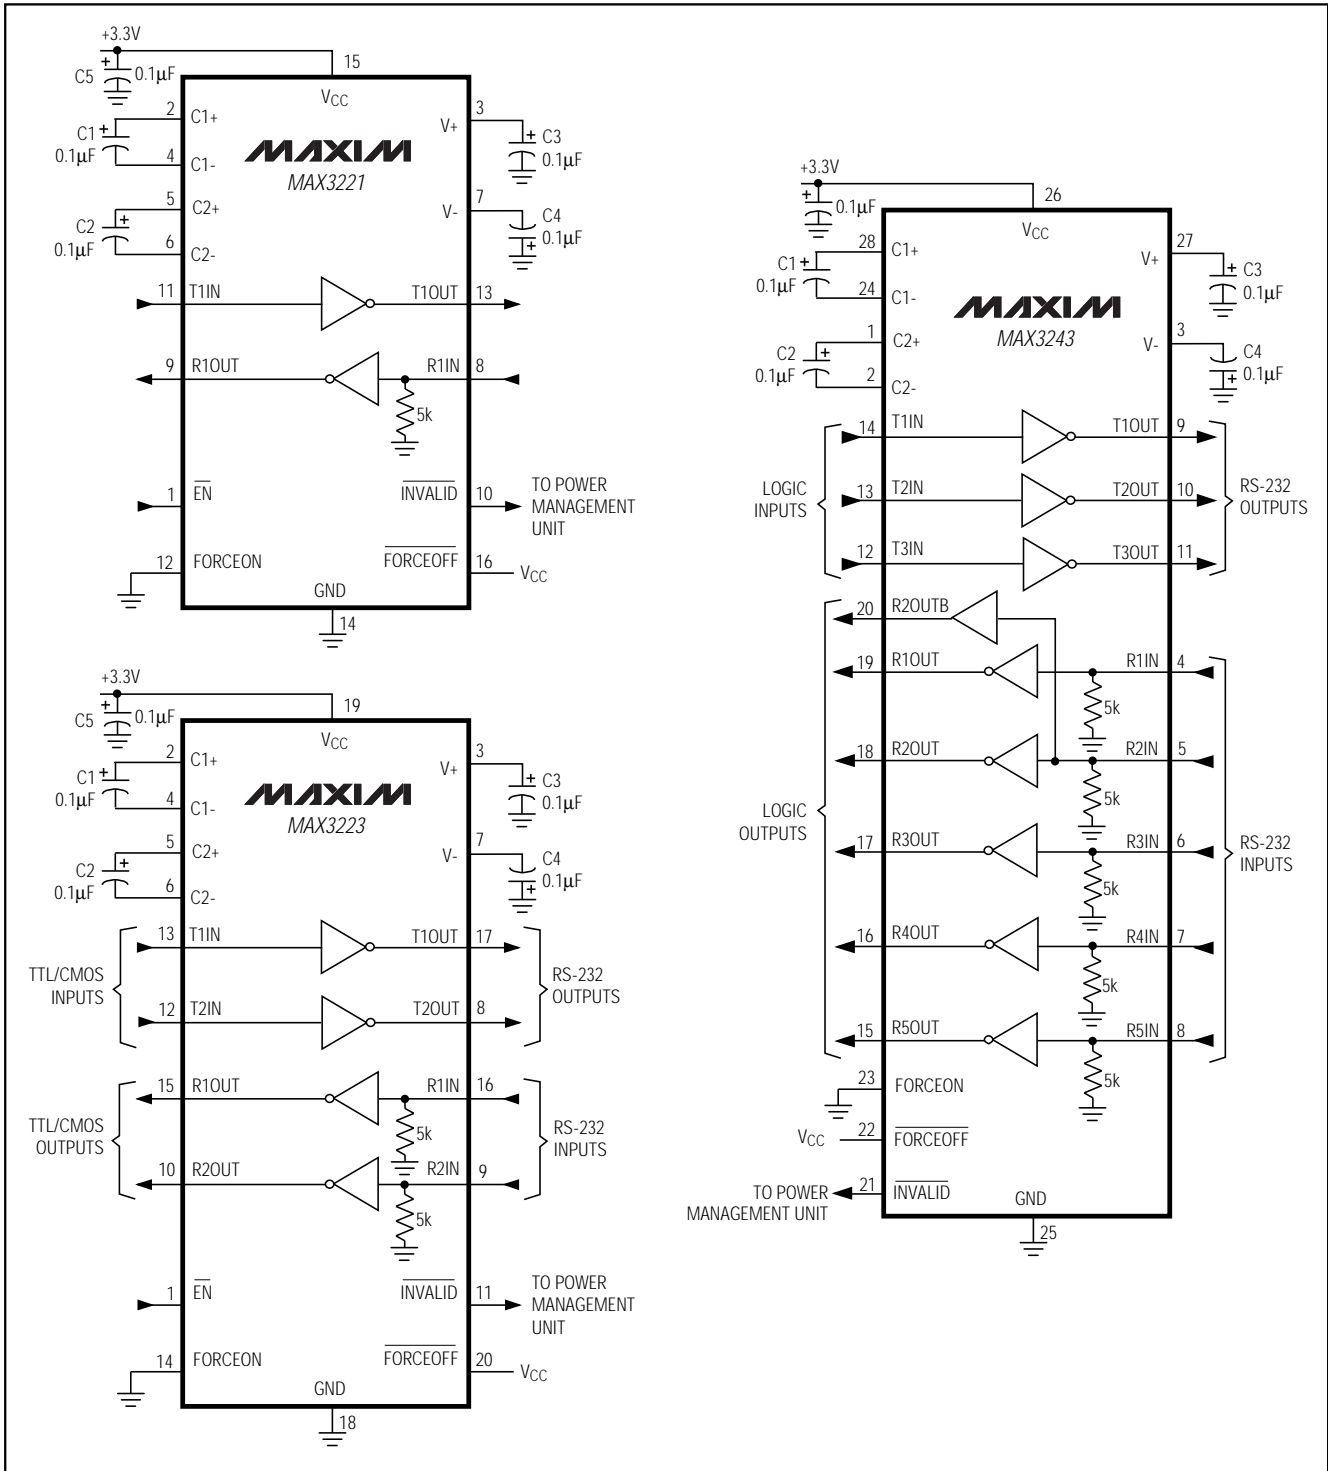 +3.3V
C5
+
0.1μF
15
VCC
2
C1+
C1
+
0.1μF
4
C1-
5
C2+
C2
+
0.1μF
6
C2-
MAXIM
MAX3221
3
V+
+
C3
0.1μF
7
V-
C4
0.1μF
+
11
T1IN
T1OUT
13
9
R1OUT
R1IN
8
5k
1
EN
INVALID
10
TO POWER
MANAGEMENT
UNIT
12
FORCEON
FORCEOFF
16
VCC
GND
14
+3.3V
C5
+
0.1μF
19
VCC
2
C1+
C1
+
0.1μF
4
C1-
5
C2+
C2
+
0.1μF
6
C2-
MAXIM
MAX3223
3
V+
+
C3
0.1μF
7
V-
C4
0.1μF
+
TTL/CMOS
INPUTS
13
T1IN
T1OUT
17
12
T2IN
T2OUT
8
RS-232
OUTPUTS
TTL/CMOS
OUTPUTS
15
R1OUT
R1IN
16
5k
10
R2OUT
R2IN
9
5k
RS-232
INPUTS
1
EN
INVALID
11
TO POWER
MANAGEMENT
UNIT
14
FORCEON
FORCEOFF
20
VCC
GND
18
+3.3V
+
0.1μF
26
VCC
28
C1+
C1
+
0.1μF
24
C1-
1
C2+
C2
+
0.1μF
2
C2-
MAXIM
MAX3243
27
V+
+
C3
0.1μF
3
V-
C4
0.1μF
+
LOGIC
INPUTS
14
T1IN
T1OUT
9
13
T2IN
T2OUT
10
12
T3IN
T3OUT
11
RS-232
OUTPUTS
LOGIC
OUTPUTS
20
R2OUTB
19
R1OUT
R1IN
4
5k
18
R2OUT
R2IN
5
5k
17
R3OUT
R3IN
6
5k
16
R4OUT
R4IN
7
5k
15
R5OUT
R5IN
8
5k
RS-232
INPUTS
23
FORCEON
VCC
22
FORCEOFF
TO POWER
MANAGEMENT UNIT
21
INVALID
GND
25